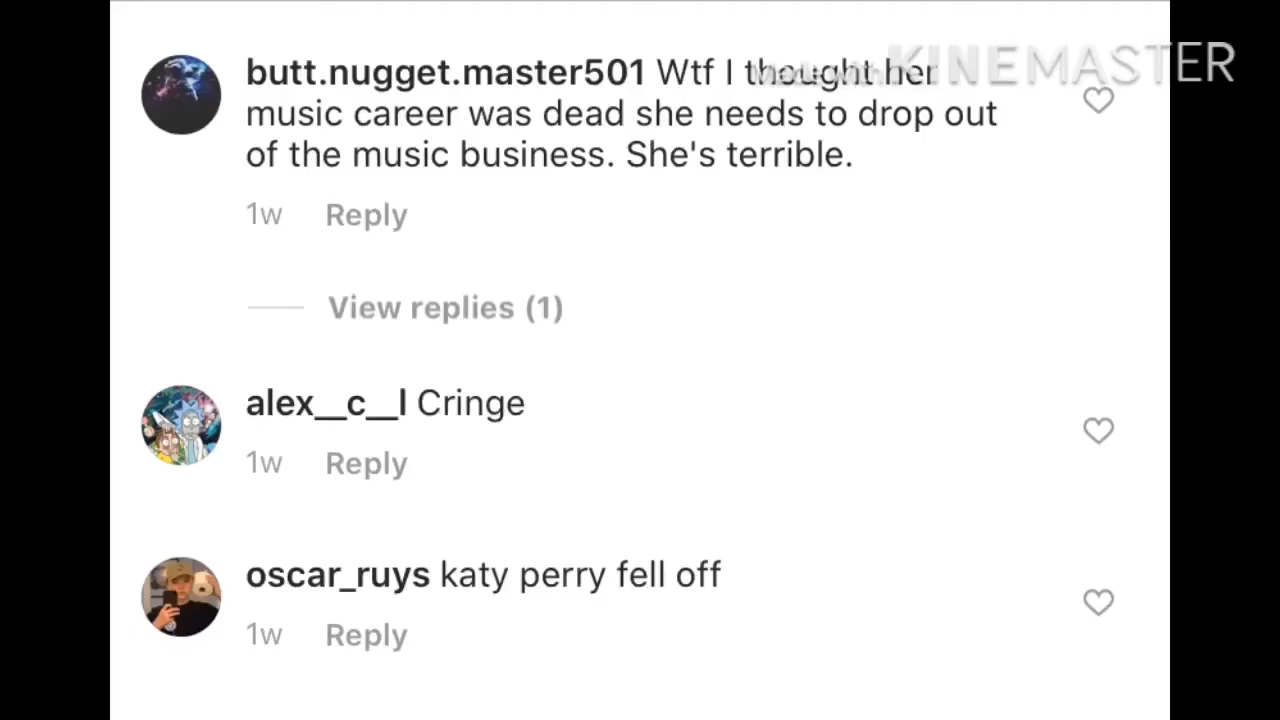 Made with KINEMASTER
butt.nugget.master501 Wtf I thought her
music career was dead she needs to drop out
of the music business. She's terrible.
1w Reply
View replies (1)
alex__c__l Cringe
1w Reply
oscar_ruys katy perry fell off
1w Reply